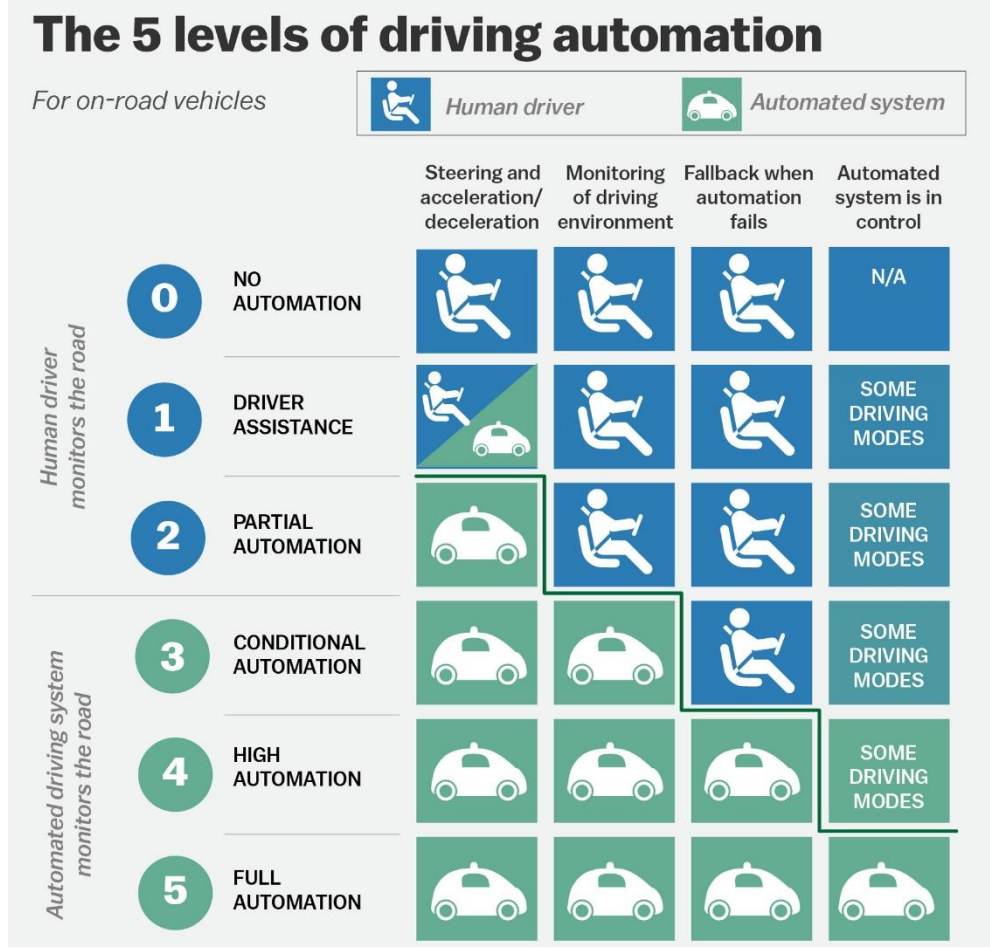 The 5 levels of driving automation
For on-road vehicles
Human driver
Automated system
Steering and
acceleration/
deceleration
Monitoring
of driving
environment
Fallback when
automation
fails
Automated
system is in
control
Human driver
monitors the road
0
NO
AUTOMATION
N/A
1
DRIVER
ASSISTANCE
SOME
DRIVING
MODES
2
PARTIAL
AUTOMATION
SOME
DRIVING
MODES
Automated driving system
monitors the road
3
CONDITIONAL
AUTOMATION
SOME
DRIVING
MODES
4
HIGH
AUTOMATION
SOME
DRIVING
MODES
5
FULL
AUTOMATION